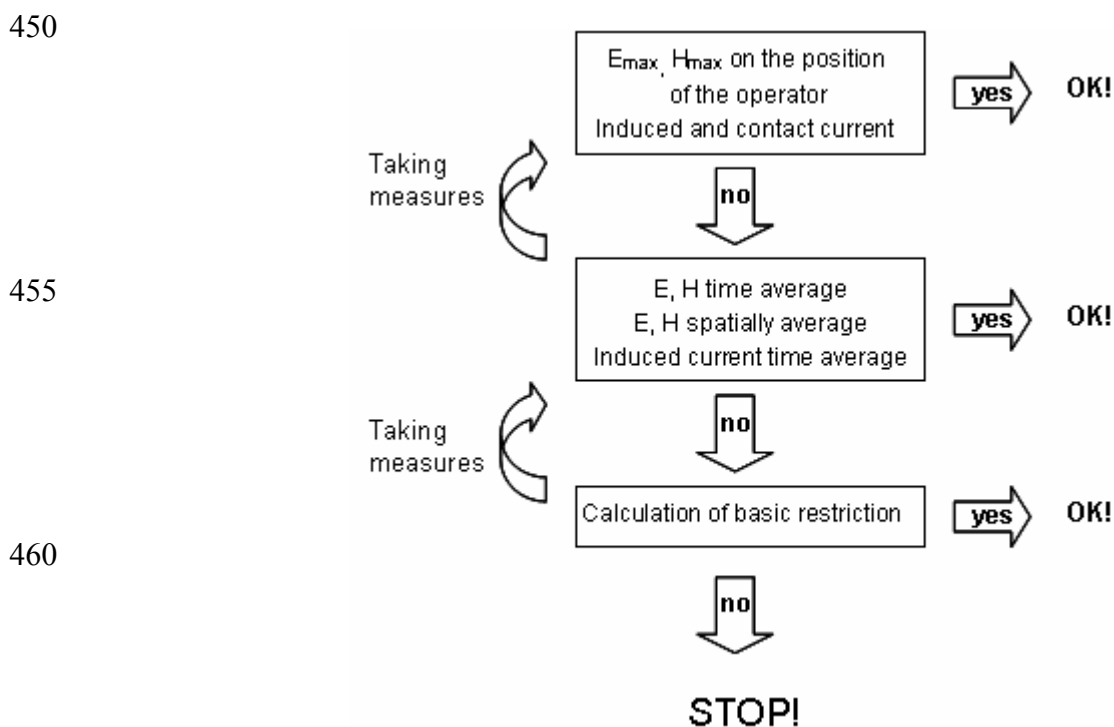 450
Emax, Hmax on the position
of the operator
Induced and contact current
yes
OK!
Taking
measures
no
455
E, H time average
E, H spatially average
Induced current time average
yes
OK!
Taking
measures
no
Calculation of basic restriction
yes
OK!
460
no
STOP!